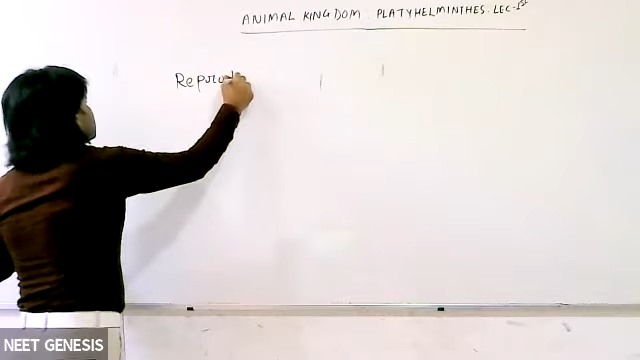 ANIMAL KINGDOM : PLATYHELMINTHES : LEC-1st
Reprod
NEET GENESIS